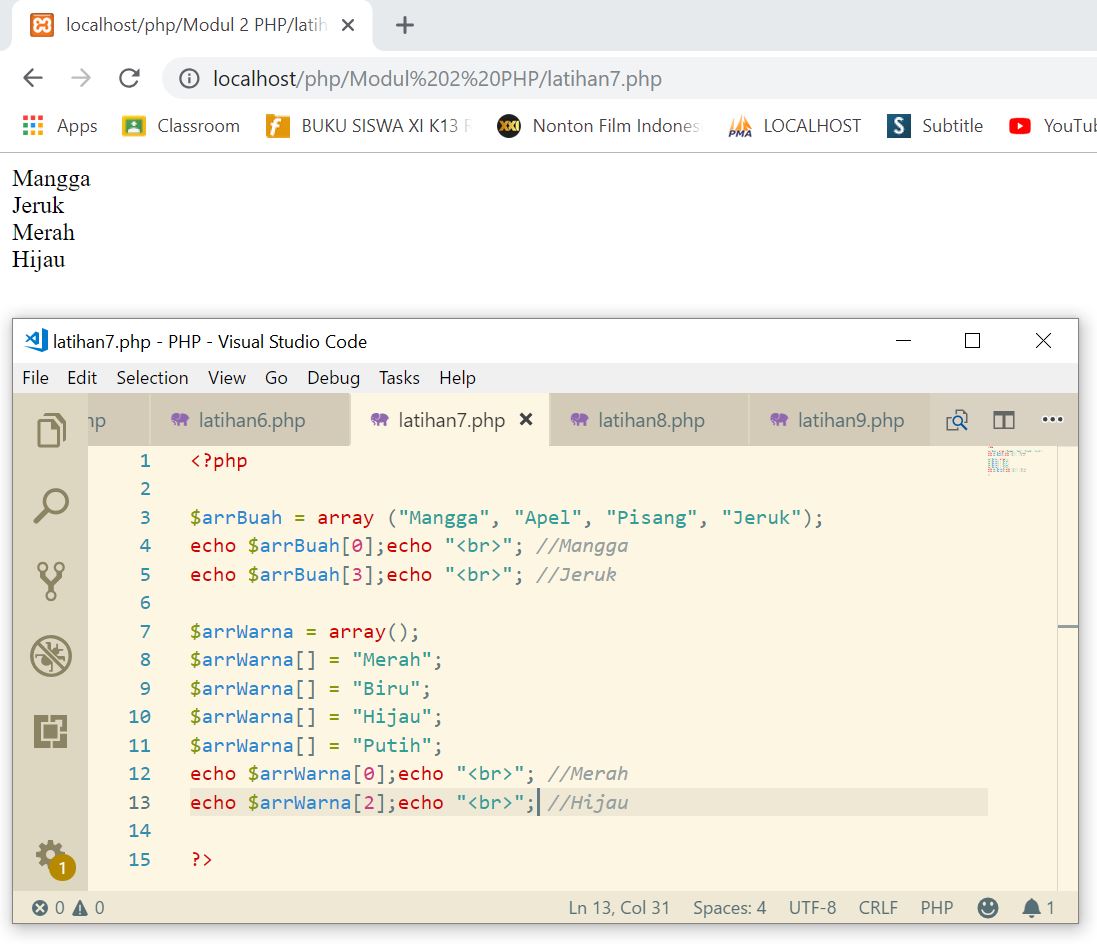 localhost/php/Modul 2 PHP/latih
localhost/php/Modul%202%20PHP/latihan7.php
Apps Classroom BUKU SISWA XI K13 Nonton Film Indones PMA LOCALHOST S Subtitle YouTub
Mangga
Jeruk
Merah
Hijau
latihan7.php - PHP - Visual Studio Code
File Edit Selection View Go Debug Tasks Help
hp latihan6.php latihan7.php latihan8.php latihan9.php
1 <?php
2
3 $arrBuah = array ("Mangga", "Apel", "Pisang", "Jeruk");
4 echo $arrBuah[0];echo "<br>"; //Mangga
5 echo $arrBuah[3];echo "<br>"; //Jeruk
6
7 $arrWarna = array();
8 $arrWarna[] = "Merah";
9 $arrWarna[] = "Biru";
10 $arrWarna[] = "Hijau";
11 $arrWarna[] = "Putih";
12 echo $arrWarna[0];echo "<br>"; //Merah
13 echo $arrWarna[2];echo "<br>"; //Hijau
14
15 ?>
1
0 0 Ln 13, Col 31 Spaces: 4 UTF-8 CRLF PHP 1